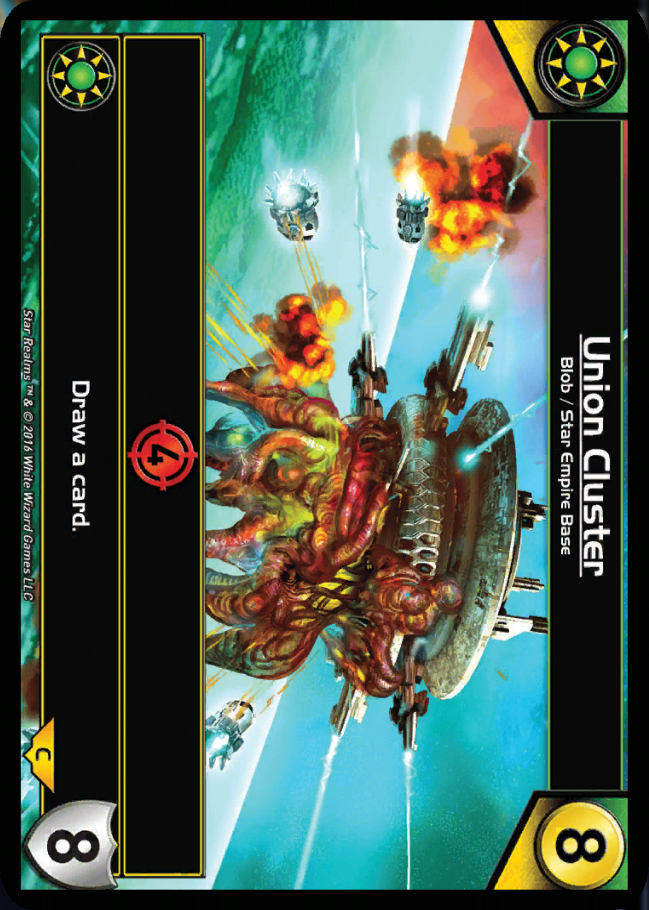 Union Cluster
Blob / Star Empire Base
8
4
Draw a card.
C
8
Star Realms™ & © 2016 White Wizard Games LLC